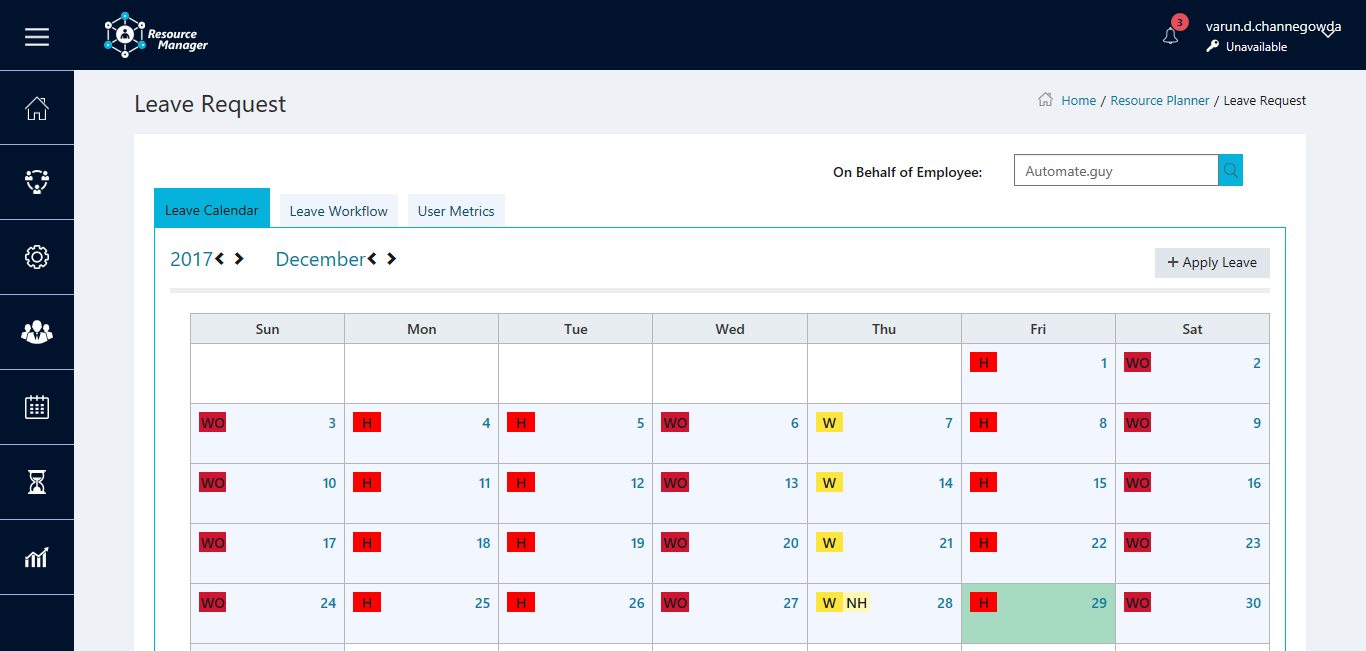 Resource
Manager
3
varun.d.channegowda
Unavailable
Leave Request
Home / Resource Planner / Leave Request
On Behalf of Employee: Automate.guy
Leave Calendar Leave Workflow User Metrics
2017 December + Apply Leave
Sun Mon Tue Wed Thu Fri Sat
H 1 WO 2
WO 3 H 4 H 5 WO 6 W 7 H 8 WO 9
WO 10 H 11 H 12 WO 13 W 14 H 15 WO 16
WO 17 H 18 H 19 WO 20 W 21 H 22 WO 23
WO 24 H 25 H 26 WO 27 W NH 28 H 29 WO 30